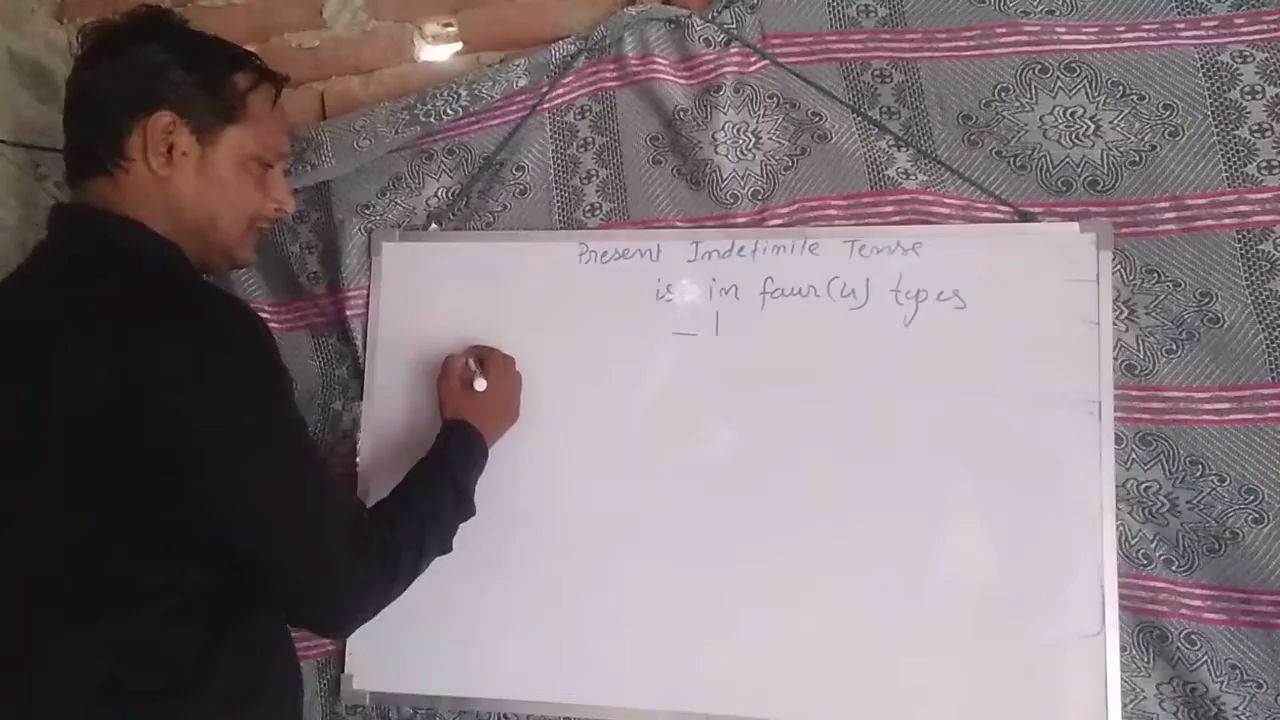 Present Indefinite Tense
is in four (4) types